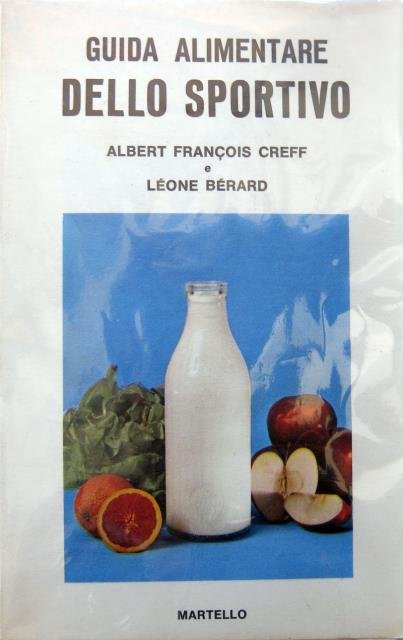 GUIDA ALIMENTARE
DELLO SPORTIVO
ALBERT FRANÇOIS CREFF
e
LÉONE BÉRARD
MARTELLO